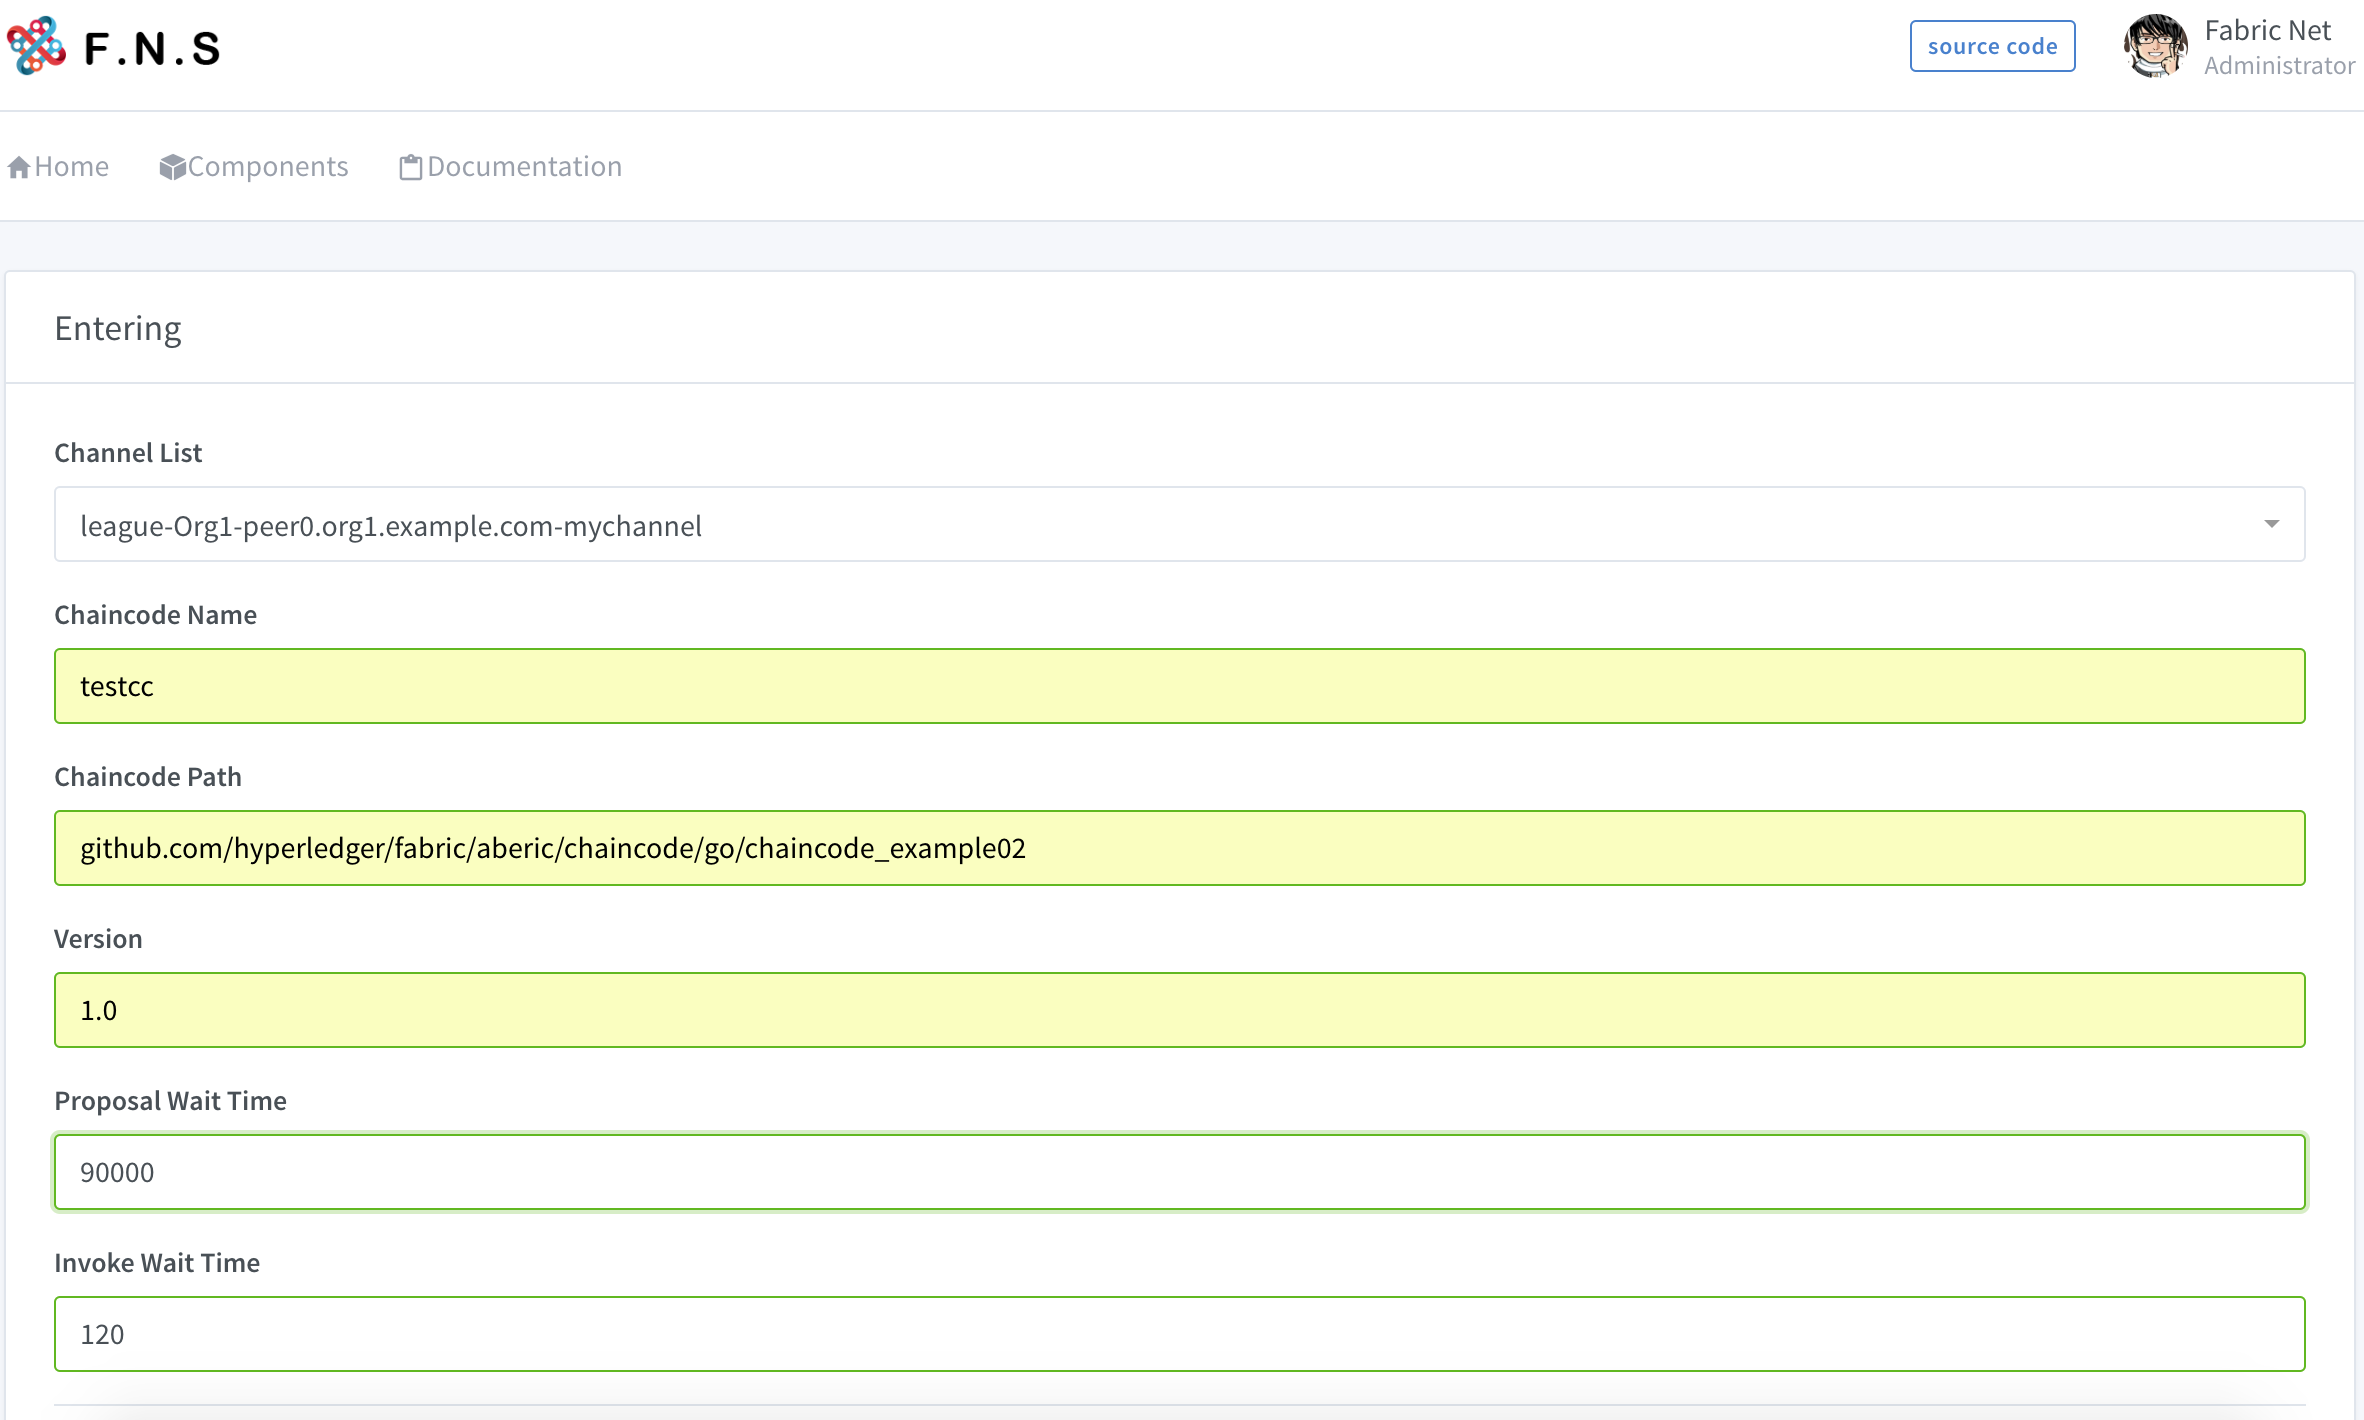 F.N.S
source code
Fabric Net
Administrator
Home
Components
Documentation
Entering
Channel List
league-Org1-peer0.org1.example.com-mychannel
Chaincode Name
testcc
Chaincode Path
github.com/hyperledger/fabric/aberic/chaincode/go/chaincode_example02
Version
1.0
Proposal Wait Time
90000
Invoke Wait Time
120